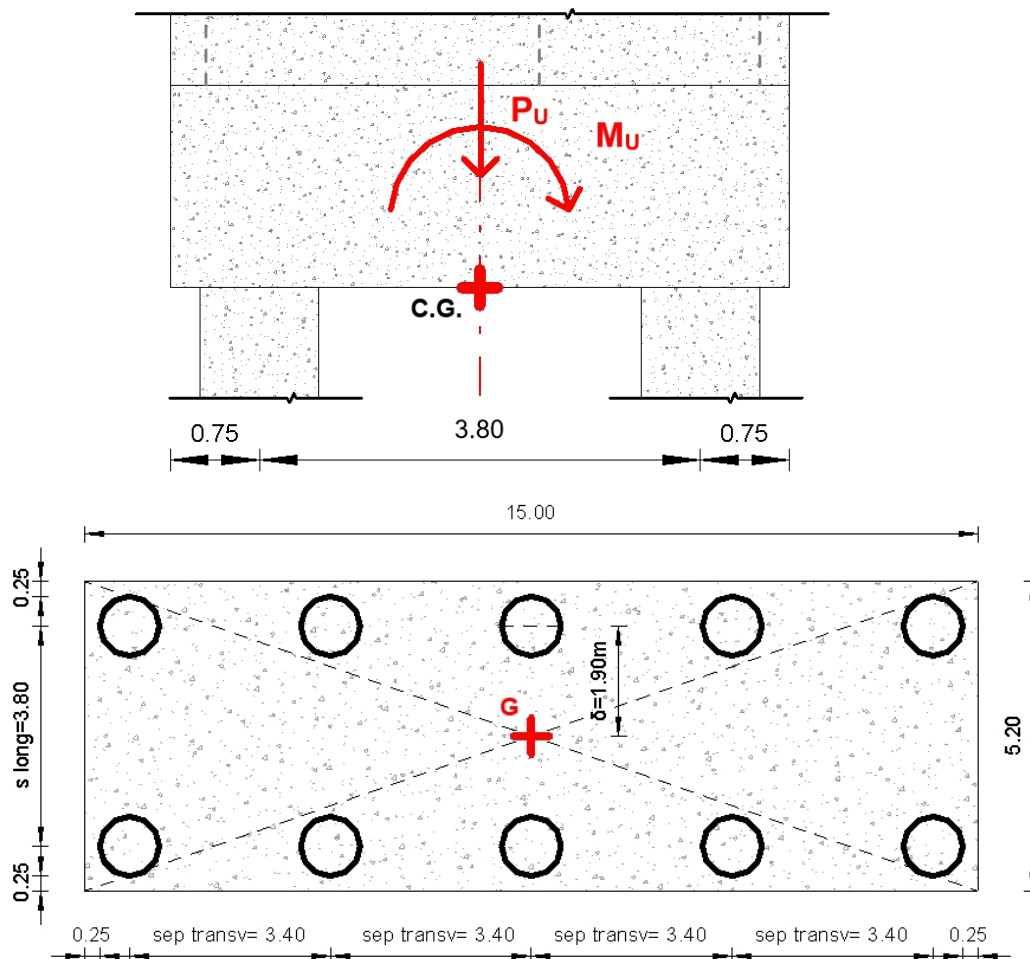 PU
MU
C.G.
0.75
3.80
0.75
15.00
0.25
s long=3.80
0.25
G
δ=1.90m
5.20
0.25
sep transv= 3.40
sep transv= 3.40
sep transv= 3.40
sep transv= 3.40
0.25